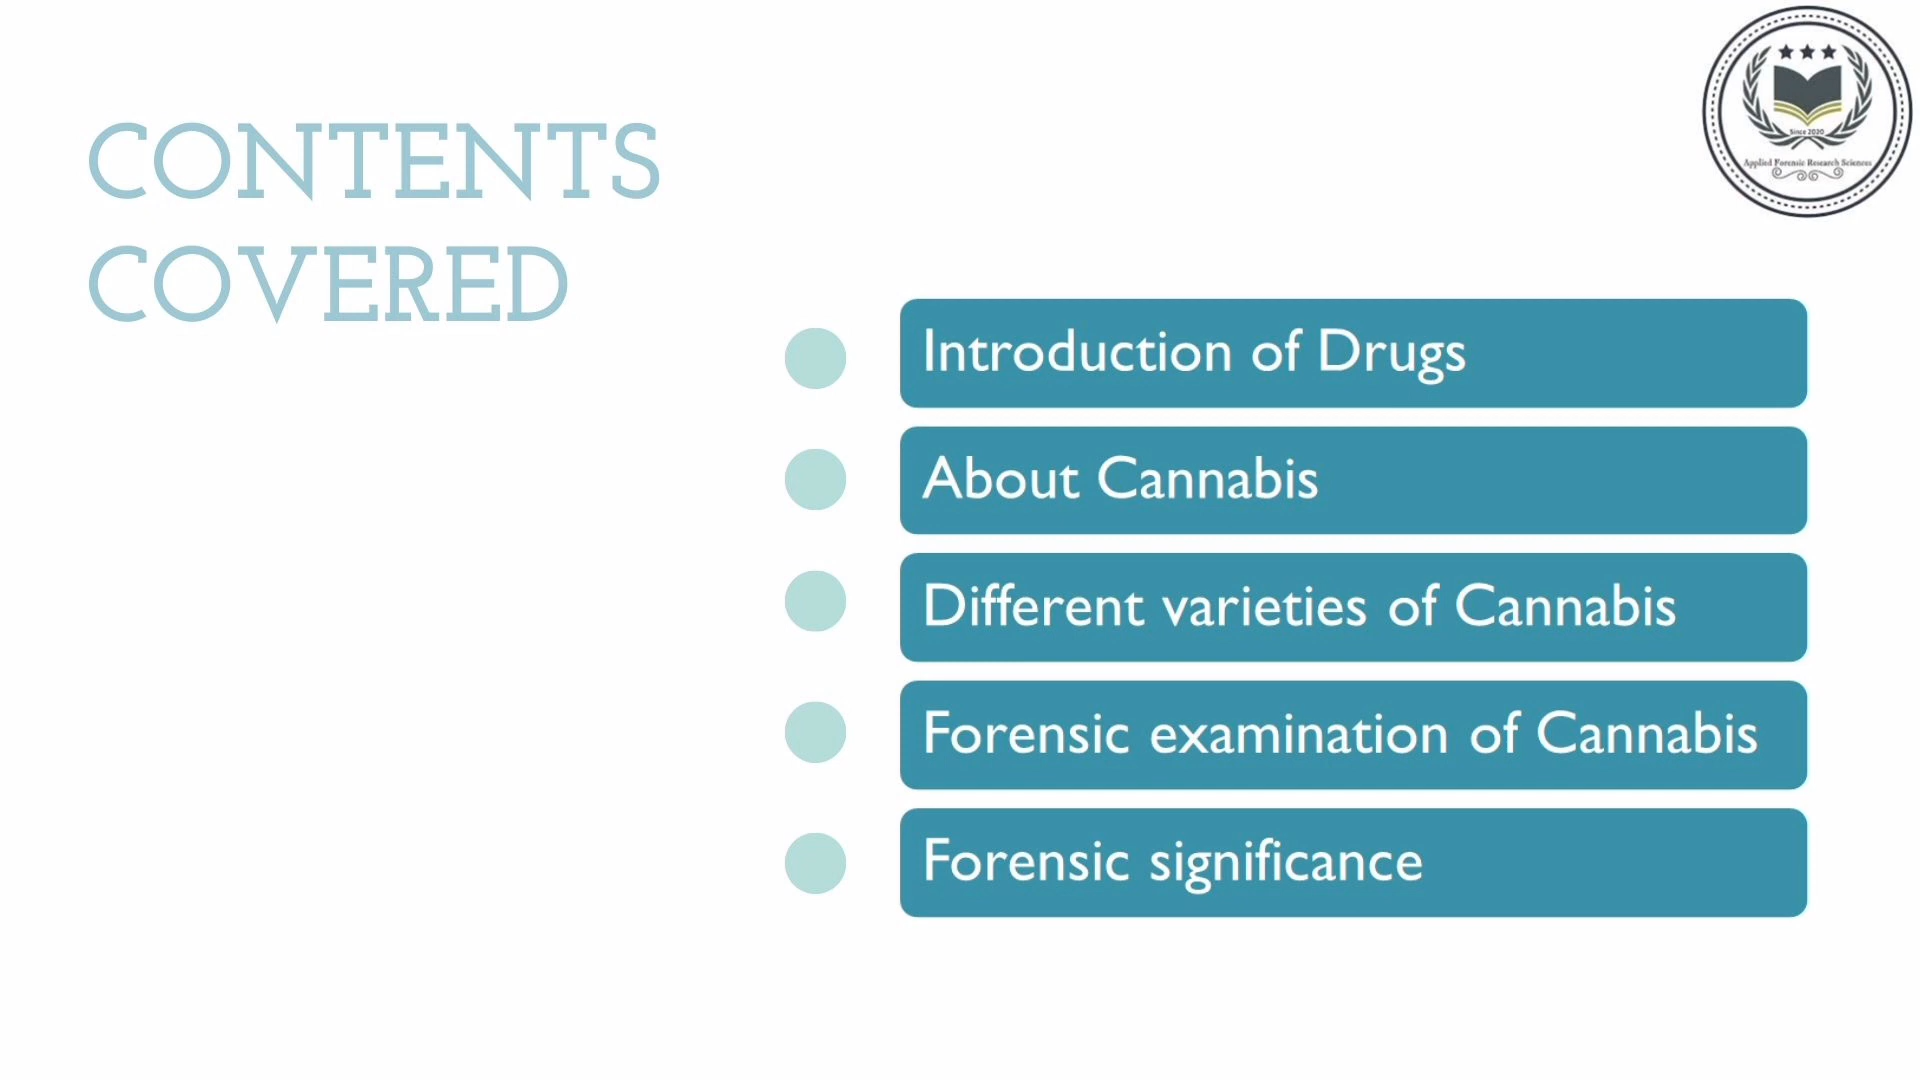 CONTENTS
COVERED
Since 2020
Applied Forensic Research Sciences
Introduction of Drugs
About Cannabis
Different varieties of Cannabis
Forensic examination of Cannabis
Forensic significance